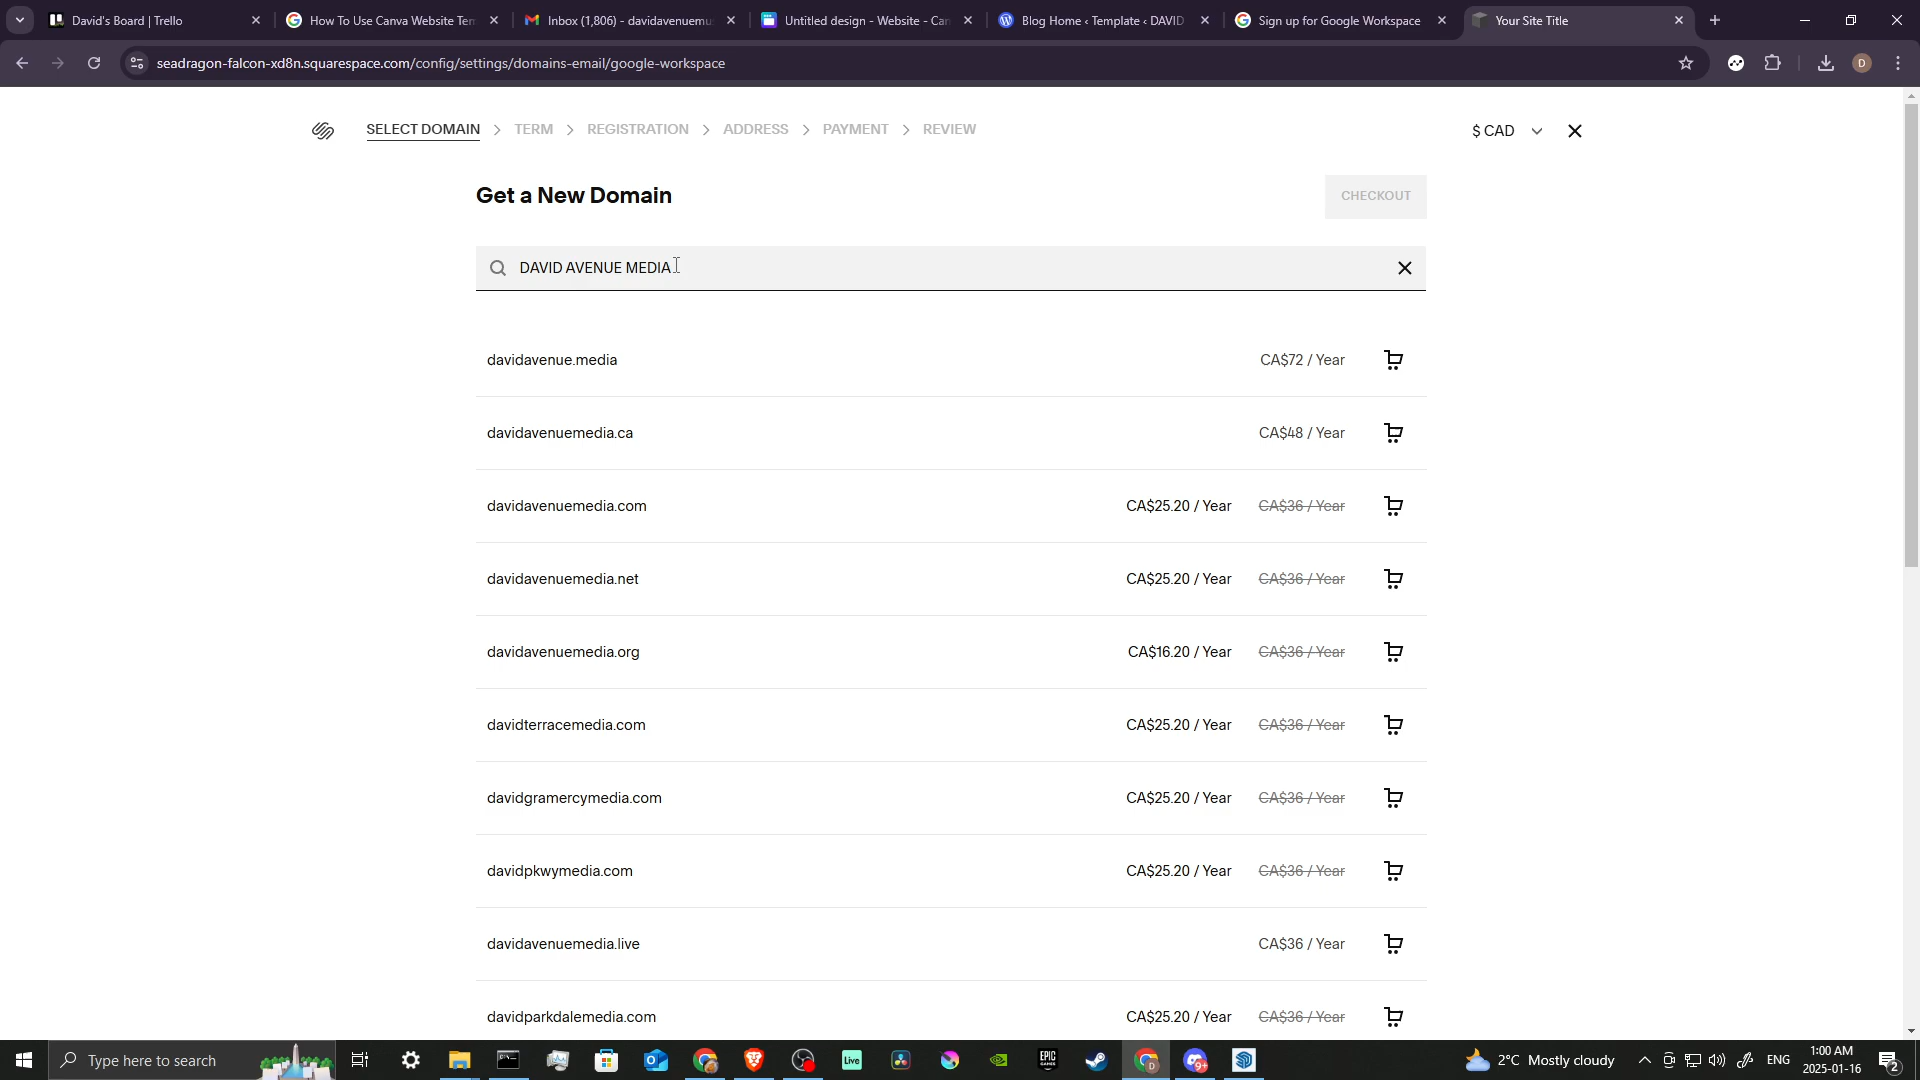 David's Board | Trello
How To Use Canva Website Tem
Inbox (1,806) - davidavenuemu
Untitled design - Website - Can
Blog Home ‹ Template ‹ DAVID
Sign up for Google Workspace
Your Site Title
seadragon-falcon-xd8n.squarespace.com/config/settings/domains-email/google-workspace
D
SELECT DOMAIN > TERM > REGISTRATION > ADDRESS > PAYMENT > REVIEW
$ CAD
Get a New Domain
CHECKOUT
DAVID AVENUE MEDIA
davidavenue.media CA$72 / Year
davidavenuemedia.ca CA$48 / Year
davidavenuemedia.com CA$25.20 / Year CA$36 / Year
davidavenuemedia.net CA$25.20 / Year CA$36 / Year
davidavenuemedia.org CA$16.20 / Year CA$36 / Year
davidterracemedia.com CA$25.20 / Year CA$36 / Year
davidgramercymedia.com CA$25.20 / Year CA$36 / Year
davidpkwymedia.com CA$25.20 / Year CA$36 / Year
davidavenuemedia.live CA$36 / Year
davidparkdalemedia.com CA$25.20 / Year CA$36 / Year
Type here to search
Live
EPIC GAMES
D
9+
2°C Mostly cloudy
ENG
1:00 AM
2025-01-16
2